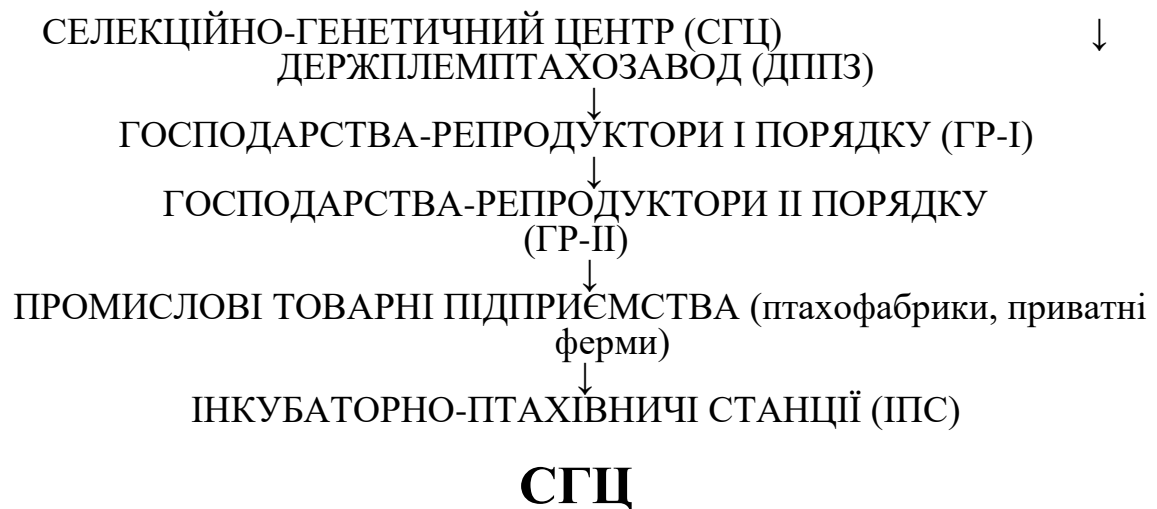 СЕЛЕКЦІЙНО-ГЕНЕТИЧНИЙ ЦЕНТР (СГЦ) ↓
ДЕРЖПЛЕМПТАХОЗАВОД (ДППЗ)
↓
ГОСПОДАРСТВА-РЕПРОДУКТОРИ І ПОРЯДКУ (ГР-І)
↓
ГОСПОДАРСТВА-РЕПРОДУКТОРИ ІІ ПОРЯДКУ
(ГР-ІІ)
↓
ПРОМИСЛОВІ ТОВАРНІ ПІДПРИЄМСТВА (птахофабрики, приватні
ферми)
↓
ІНКУБАТОРНО-ПТАХІВНИЧІ СТАНЦІЇ (ІПС)
СГЦ